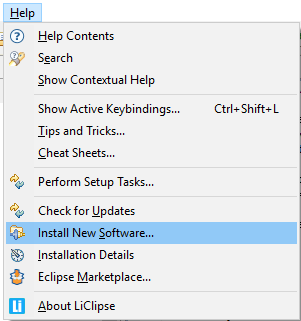 Help
Help Contents
Search
Show Contextual Help
Show Active Keybindings... Ctrl+Shift+L
Tips and Tricks...
Cheat Sheets...
Perform Setup Tasks...
Check for Updates
Install New Software...
Installation Details
Eclipse Marketplace...
Li About LiClipse